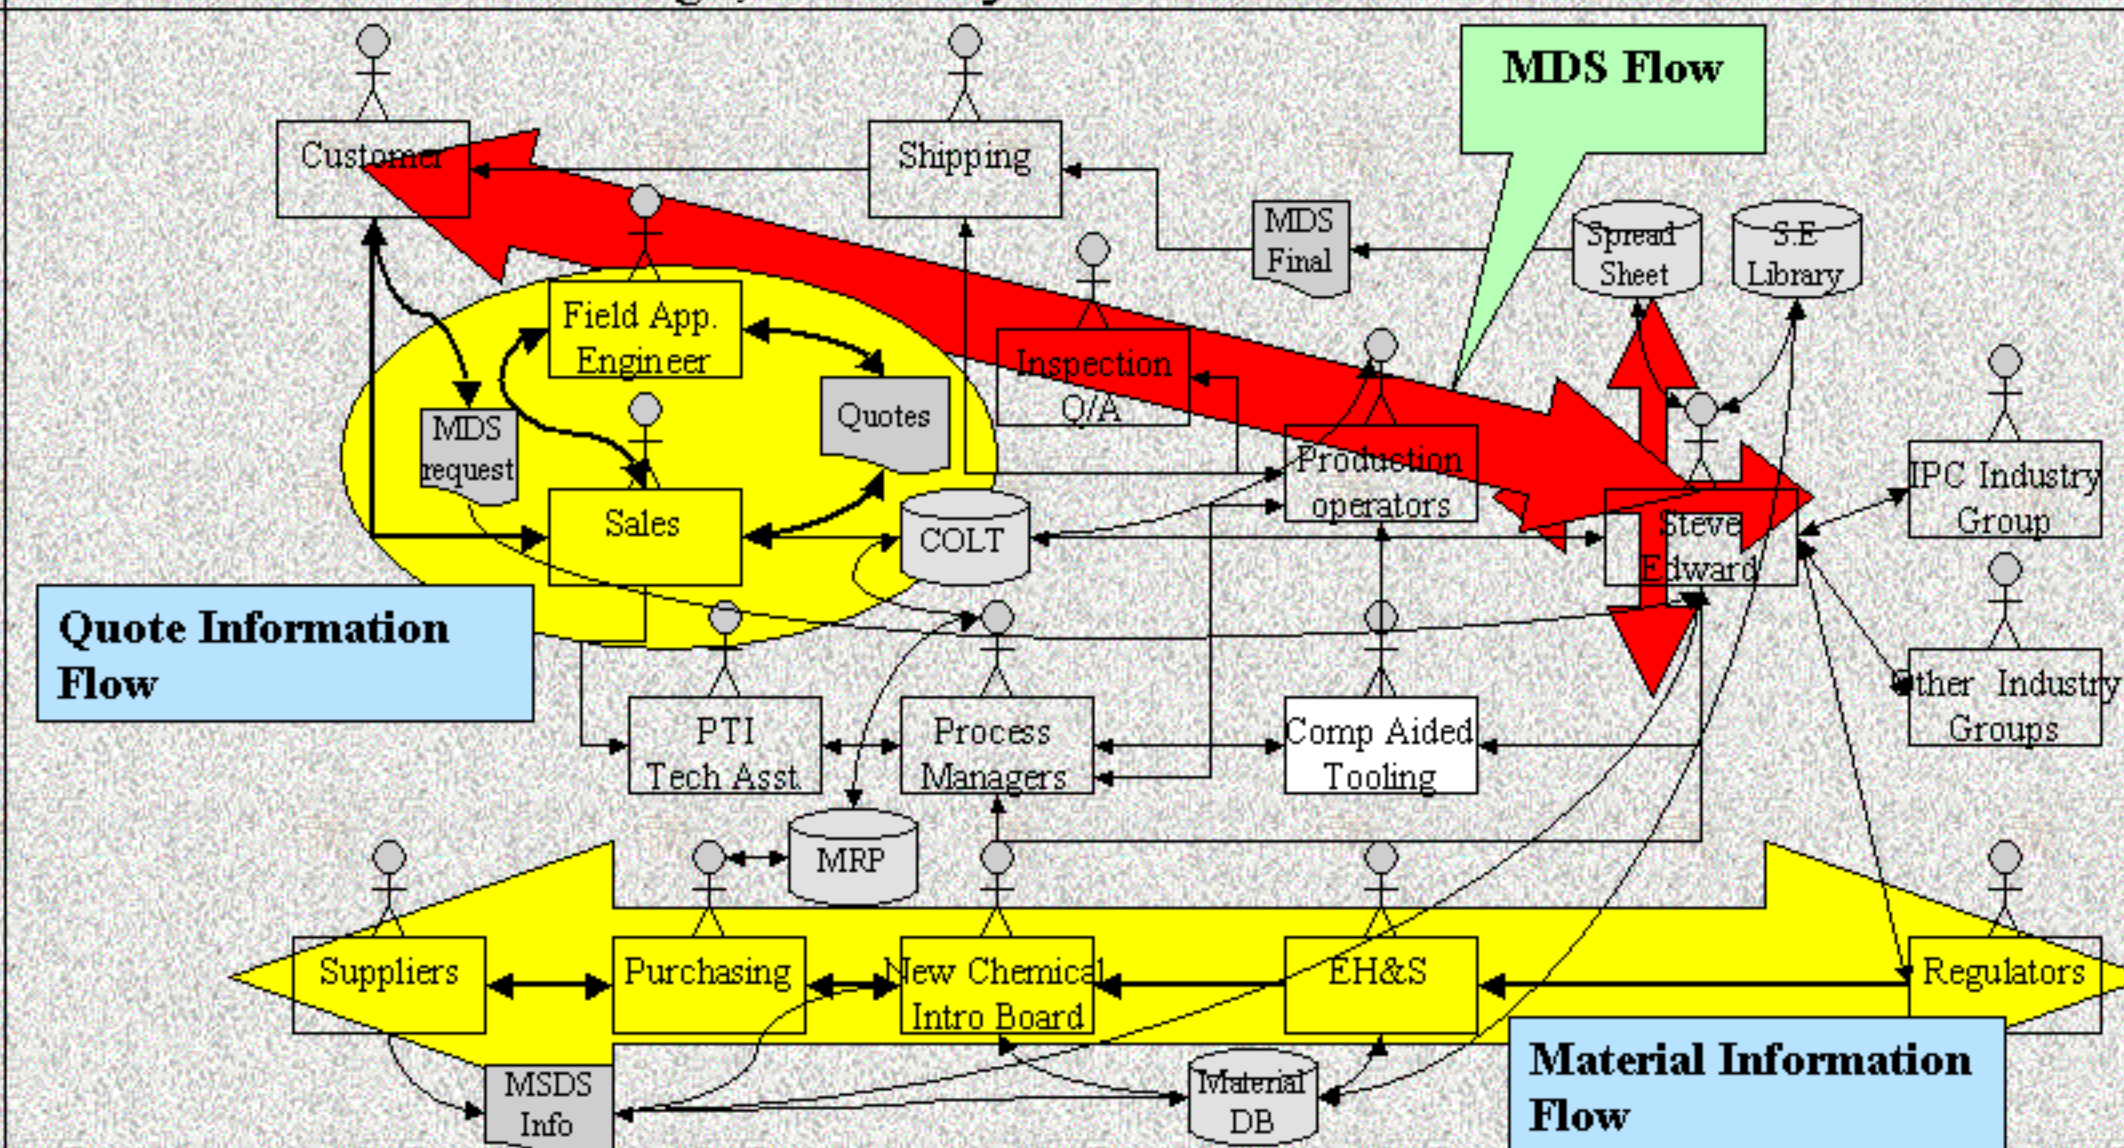 MDS Flow
Customer
Shipping
MDS
Final
Spread
Sheet
S.E
Library
Field App.
Engineer
Inspection
Q/A
Quotes
MDS
request
Production
operators
IPC Industry
Group
Sales
COLT
Steve
Edward
Quote Information
Flow
Other Industry
Groups
PTI
Tech Asst.
Process
Managers
Comp Aided
Tooling
MRP
Suppliers
Purchasing
New Chemical
Intro Board
EH&S
Regulators
MSDS
Info
Material
DB
Material Information
Flow